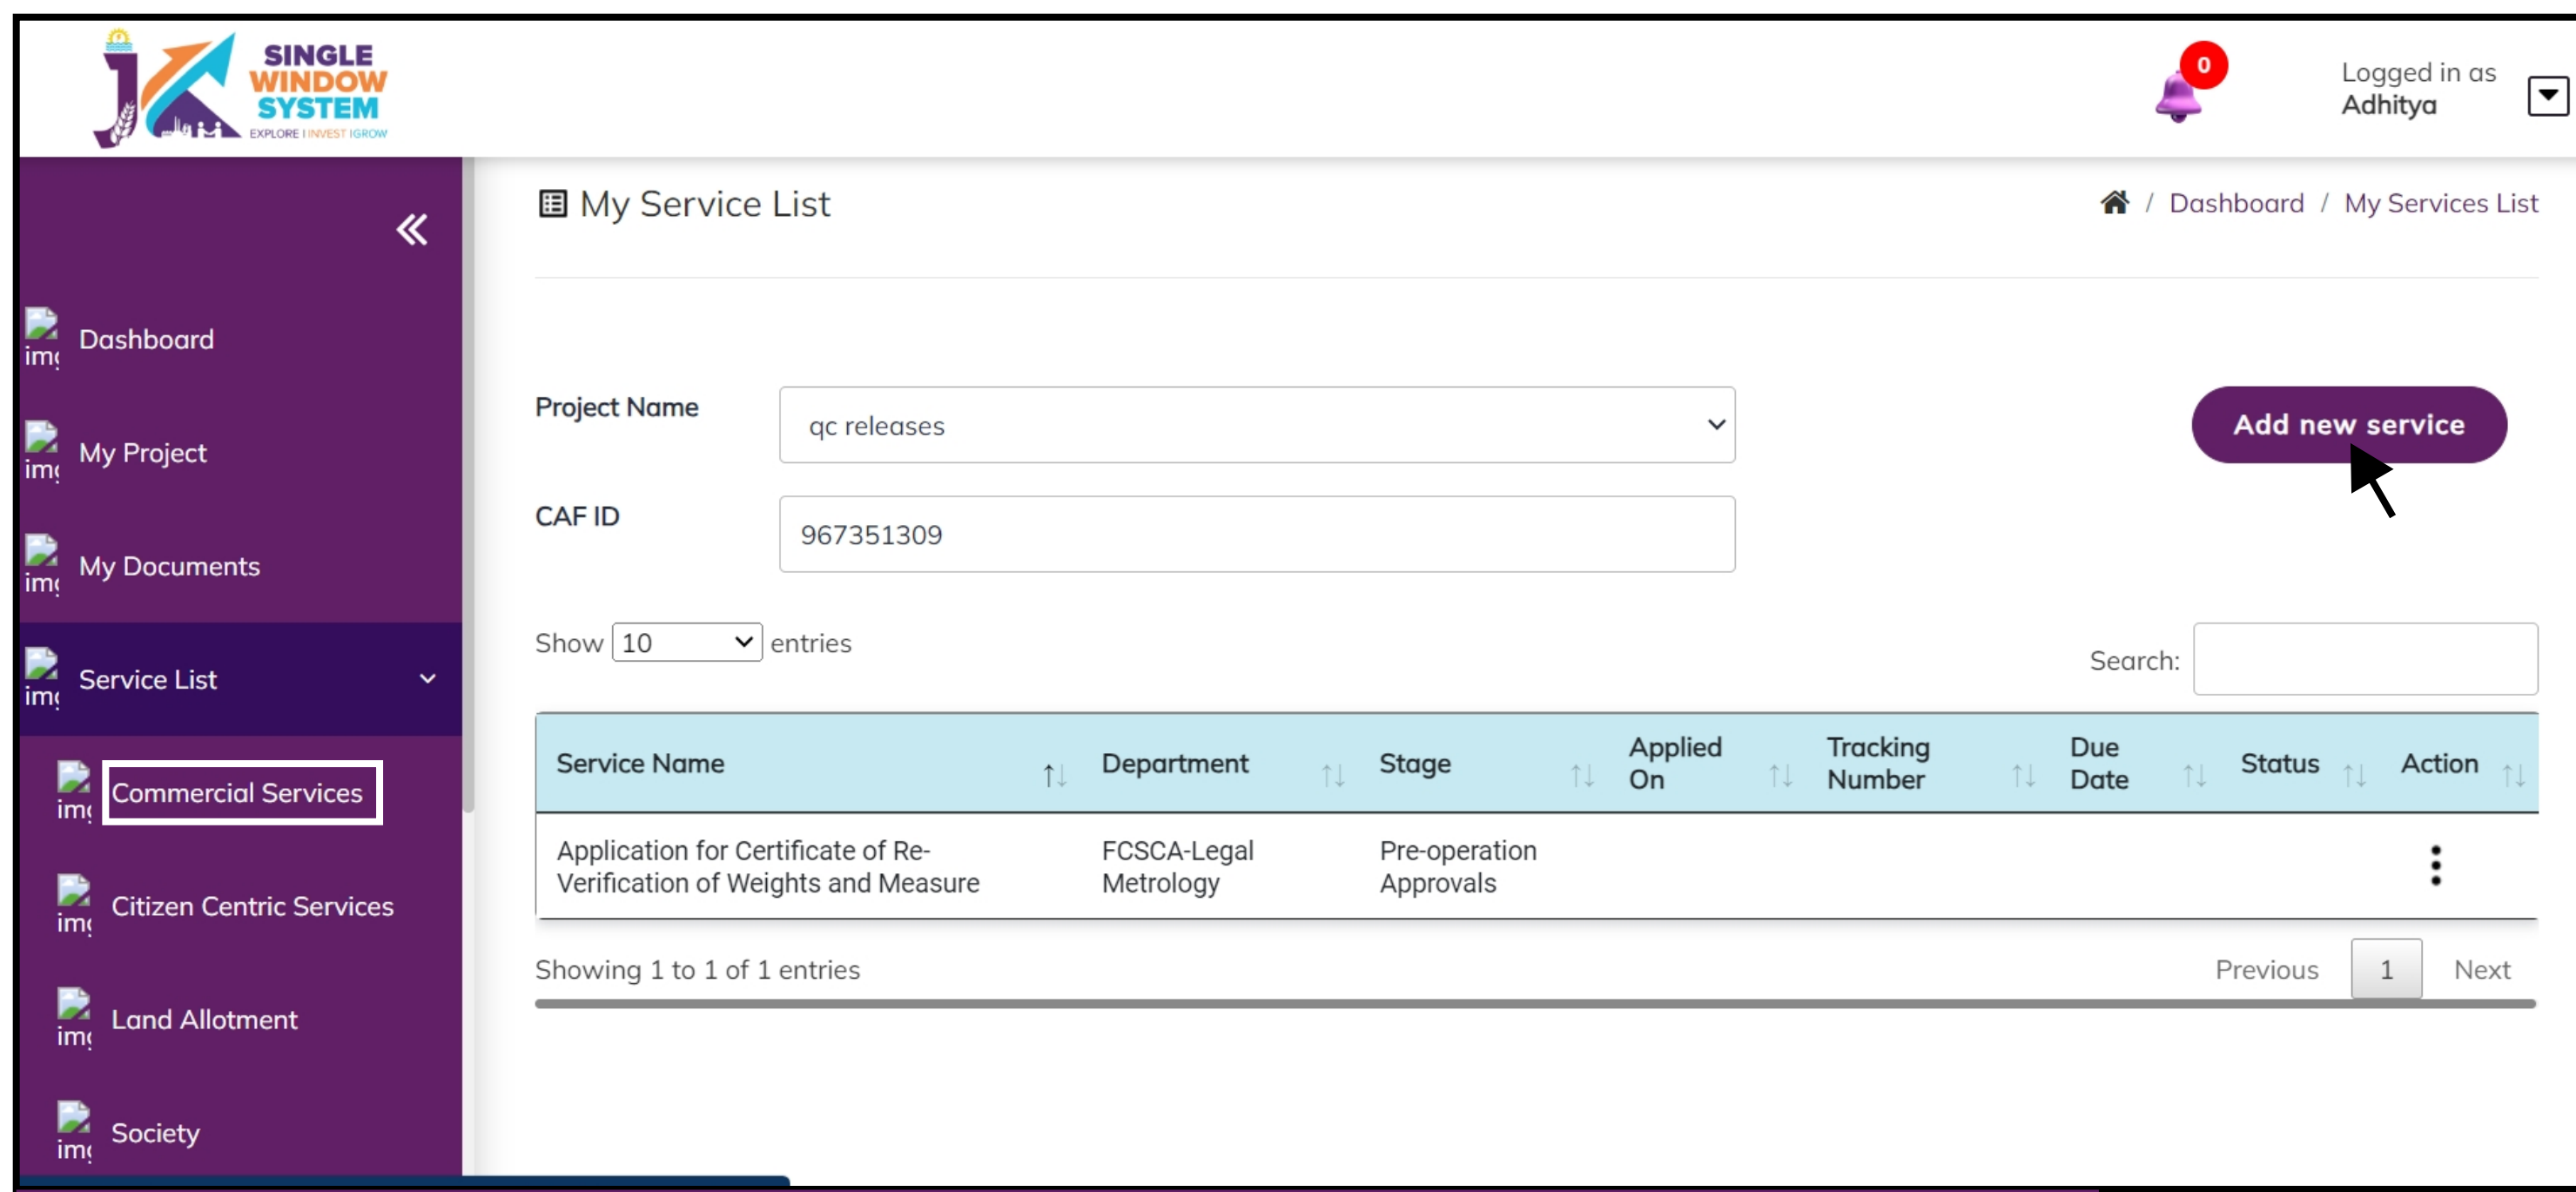 SINGLE
WINDOW
SYSTEM
EXPLORE I INVEST I GROW
0
Logged in as
Adhitya
My Service List
/ Dashboard / My Services List
Dashboard
My Project
My Documents
Service List
Commercial Services
Citizen Centric Services
Land Allotment
Society
Project Name
qc releases
Add new service
CAF ID
967351309
Show 10 entries
Search:
Service Name
Department
Stage
Applied
On
Tracking
Number
Due
Date
Status
Action
Application for Certificate of Re-
Verification of Weights and Measure
FCSCA-Legal
Metrology
Pre-operation
Approvals
Showing 1 to 1 of 1 entries
Previous 1 Next